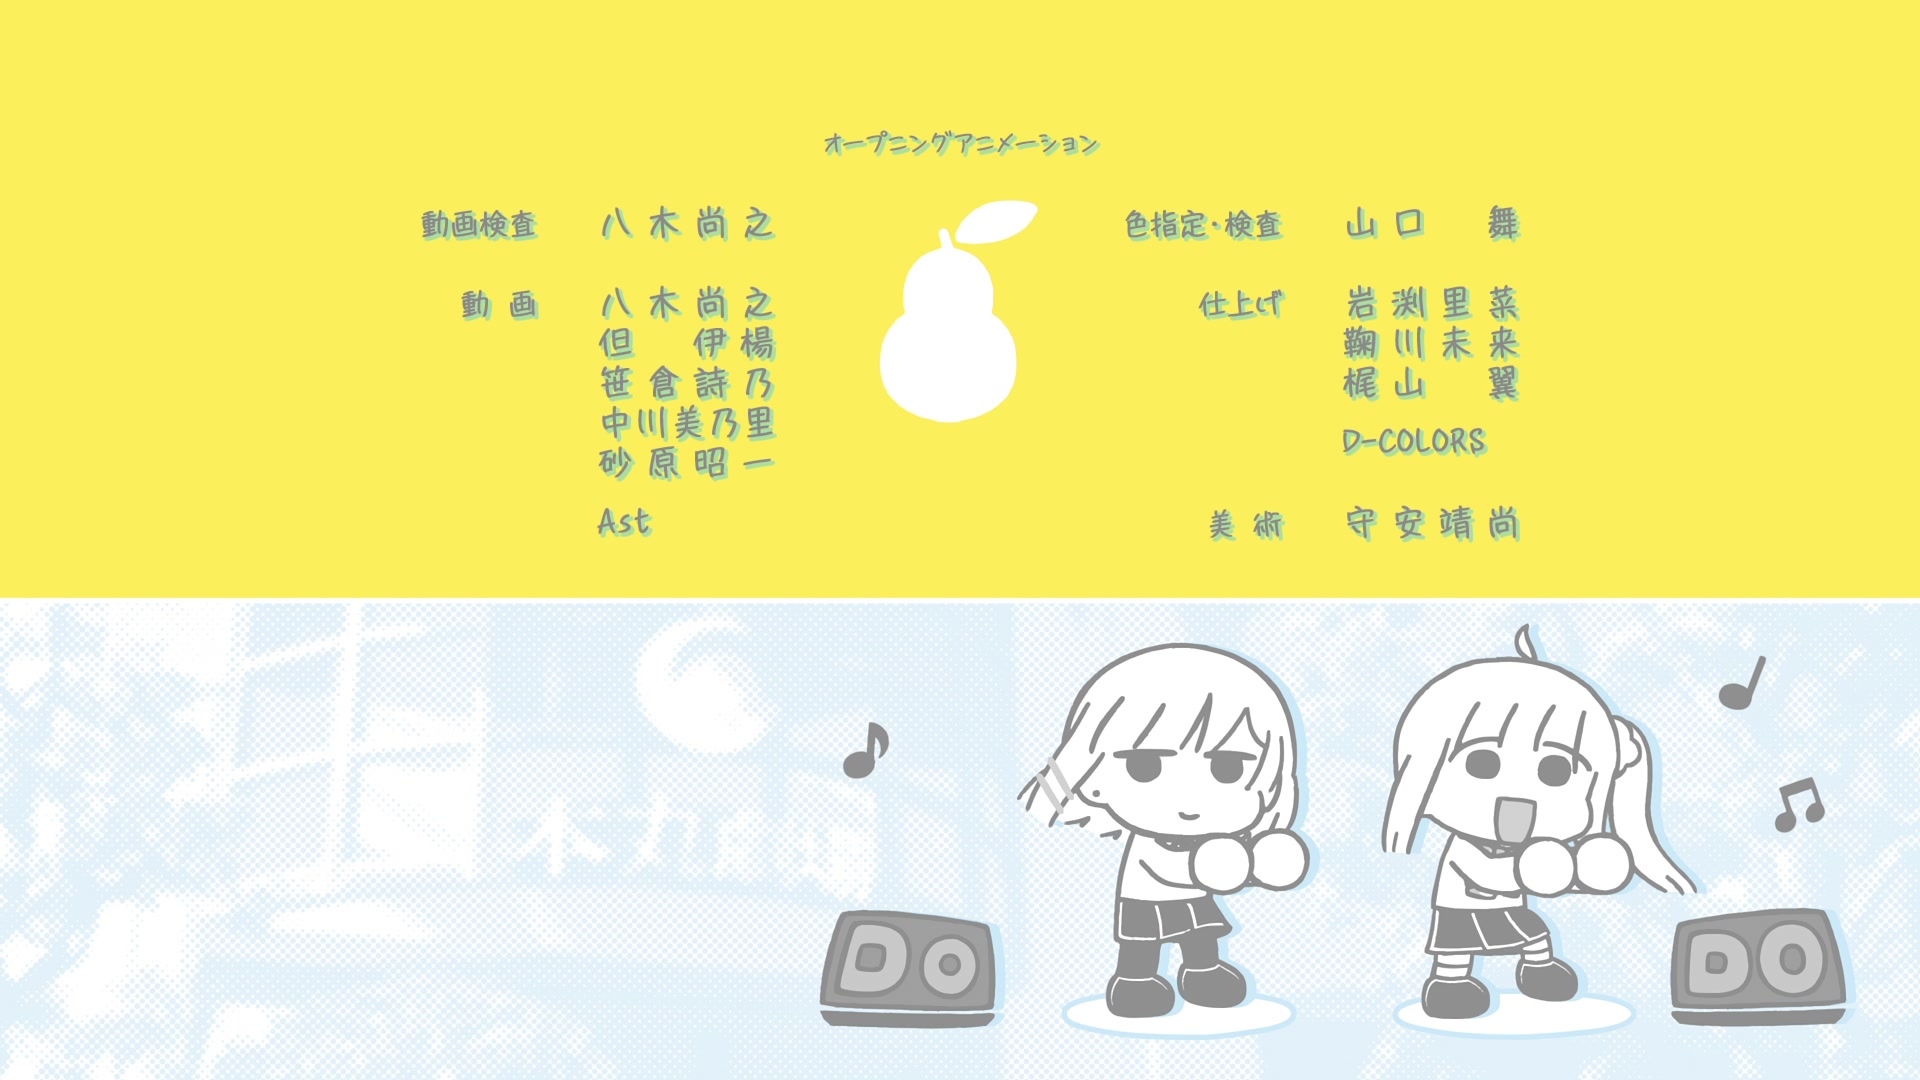 オープニングアニメーション
動画検査 八木尚之
動画 八木尚之
但 伊楊
笹倉詩乃
中川美乃里
砂原昭一
Ast
色指定・検査 山口 舞
仕上げ 岩渕里菜
鞠川未来
梶山 翼
D-COLORS
美術 守安靖尚
DO
DO